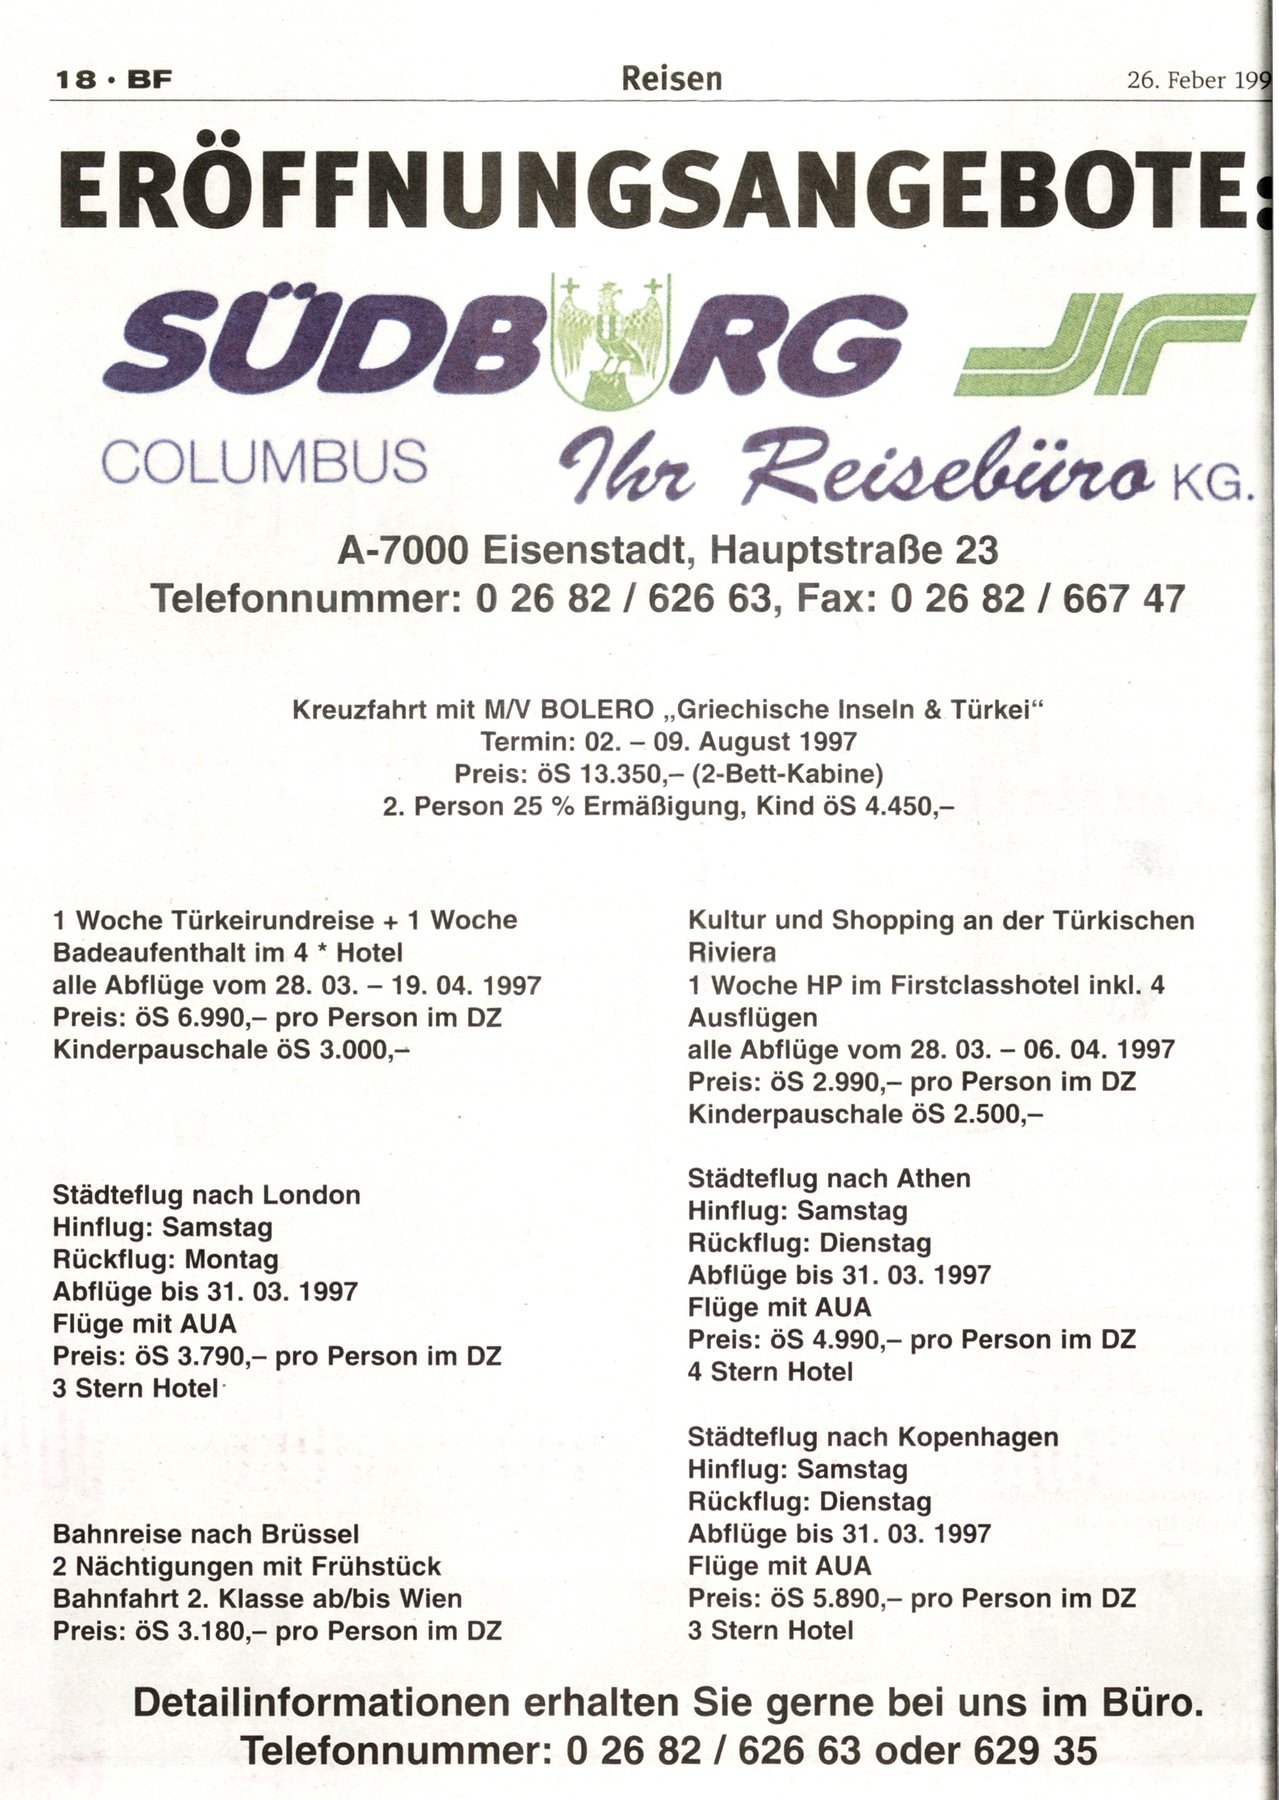 18 • BF
Reisen
26. Feber 199
ERÖFFNUNGSANGEBOTE:
SÜDBURG
COLUMBUS
Ihr Reisebüro KG.
A-7000 Eisenstadt, Hauptstraße 23
Telefonnummer: 0 26 82 / 626 63, Fax: 0 26 82 / 667 47
Kreuzfahrt mit M/V BOLERO „Griechische Inseln & Türkei“
Termin: 02. – 09. August 1997
Preis: öS 13.350,– (2-Bett-Kabine)
2. Person 25 % Ermäßigung, Kind öS 4.450,–
1 Woche Türkeirundreise + 1 Woche
Badeaufenthalt im 4 * Hotel
alle Abflüge vom 28. 03. – 19. 04. 1997
Preis: öS 6.990,– pro Person im DZ
Kinderpauschale öS 3.000,–
Städteflug nach London
Hinflug: Samstag
Rückflug: Montag
Abflüge bis 31. 03. 1997
Flüge mit AUA
Preis: öS 3.790,– pro Person im DZ
3 Stern Hotel
Bahnreise nach Brüssel
2 Nächtigungen mit Frühstück
Bahnfahrt 2. Klasse ab/bis Wien
Preis: öS 3.180,– pro Person im DZ
Kultur und Shopping an der Türkischen
Riviera
1 Woche HP im Firstclasshotel inkl. 4
Ausflügen
alle Abflüge vom 28. 03. – 06. 04. 1997
Preis: öS 2.990,– pro Person im DZ
Kinderpauschale öS 2.500,–
Städteflug nach Athen
Hinflug: Samstag
Rückflug: Dienstag
Abflüge bis 31. 03. 1997
Flüge mit AUA
Preis: öS 4.990,– pro Person im DZ
4 Stern Hotel
Städteflug nach Kopenhagen
Hinflug: Samstag
Rückflug: Dienstag
Abflüge bis 31. 03. 1997
Flüge mit AUA
Preis: öS 5.890,– pro Person im DZ
3 Stern Hotel
Detailinformationen erhalten Sie gerne bei uns im Büro.
Telefonnummer: 0 26 82 / 626 63 oder 629 35